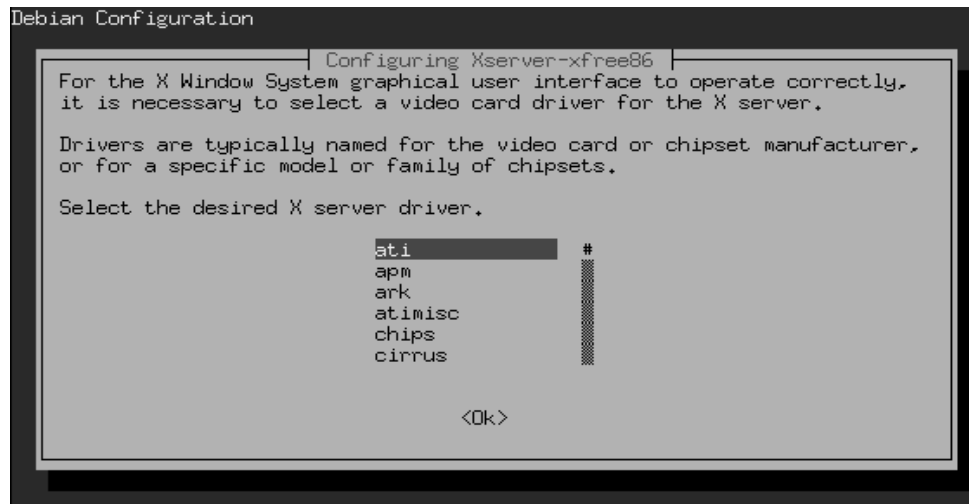 Debian Configuration
Configuring Xserver-xfree86
For the X Window System graphical user interface to operate correctly,
it is necessary to select a video card driver for the X server.
Drivers are typically named for the video card or chipset manufacturer,
or for a specific model or family of chipsets.
Select the desired X server driver.
ati #
apm
ark
atimisc
chips
cirrus
<Ok>